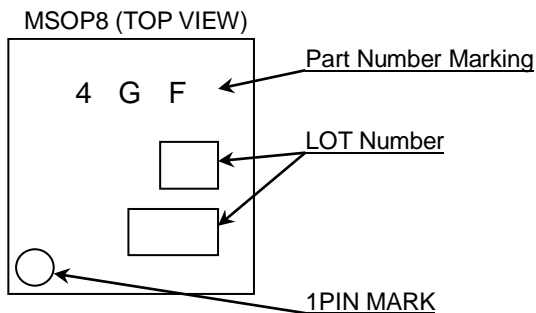 MSOP8 (TOP VIEW)
Part Number Marking
4 G F
LOT Number
1PIN MARK